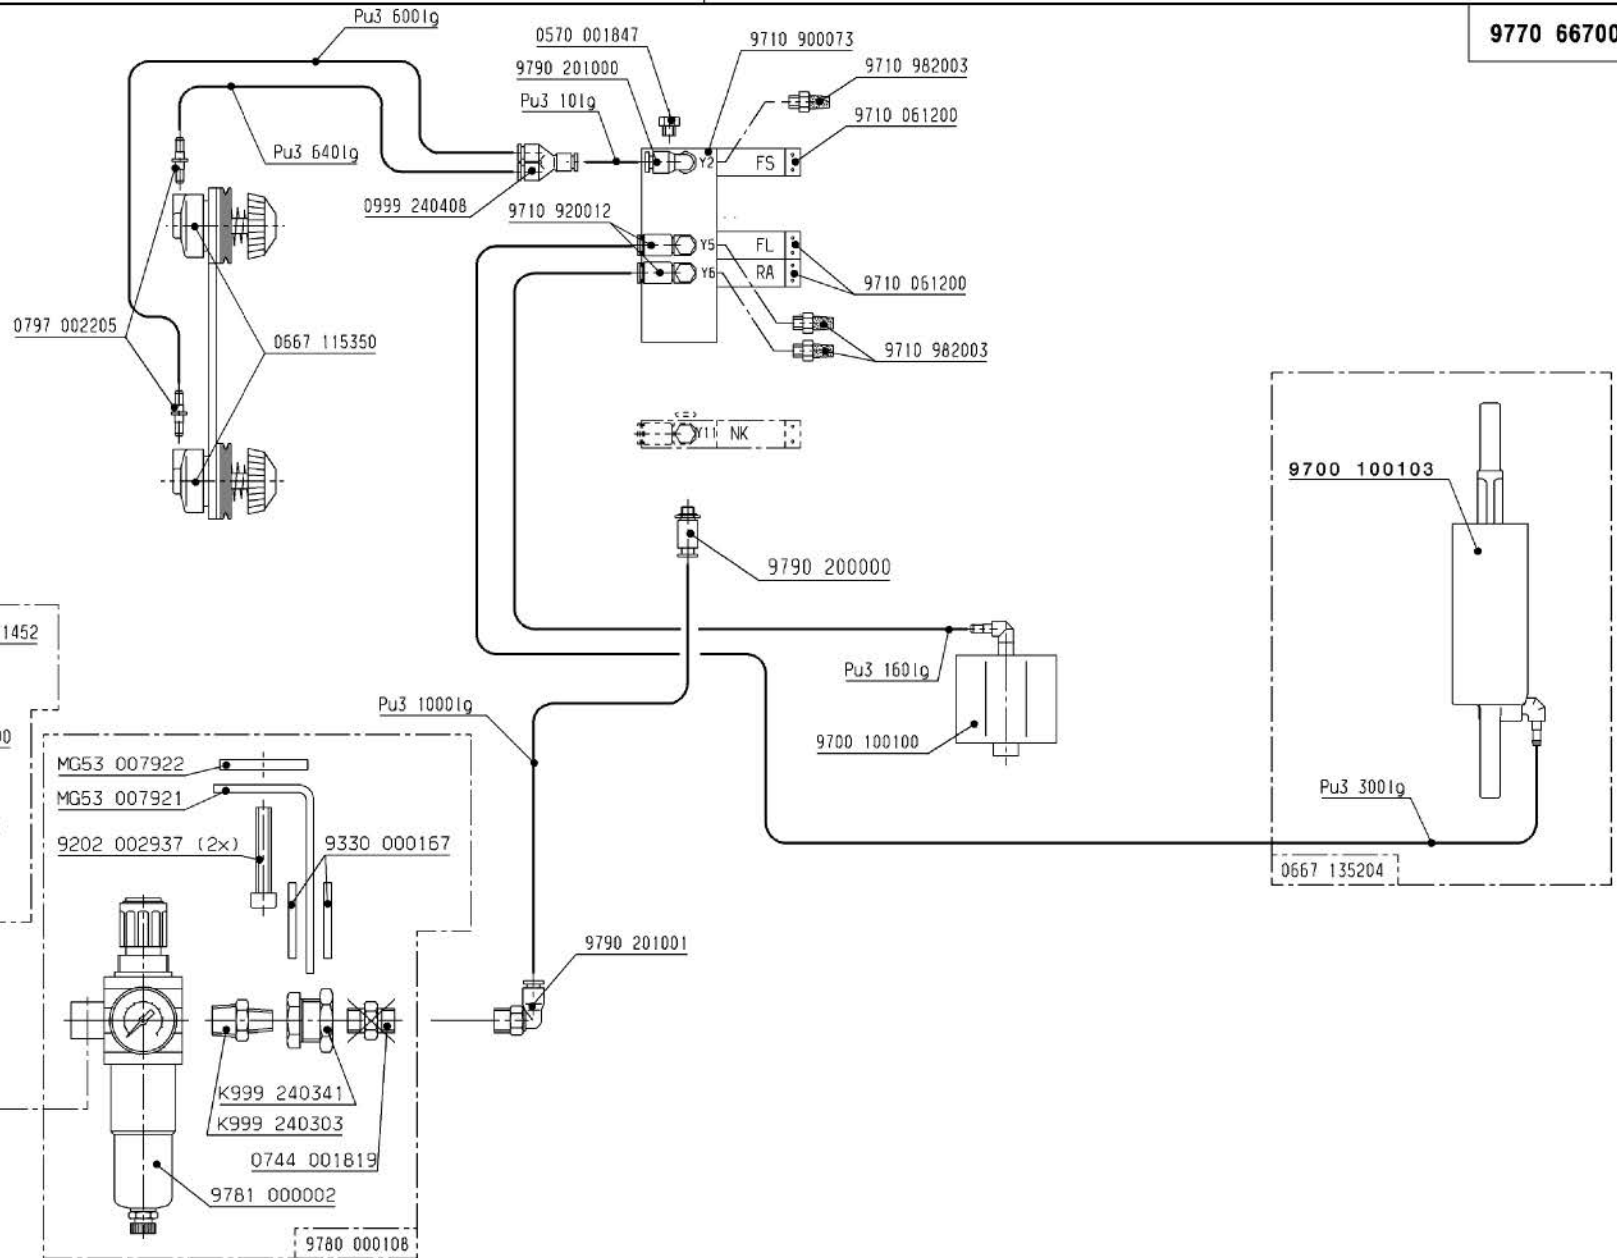 Pu3 600lg
9770 66700
0570 001847
9710 900073
9790 201000
9710 982003
Pu3 10lg
9710 061200
Pu3 640lg
Y2
FS
0999 240408
9710 920012
Y5
FL
Y6
RA
9710 061200
0797 002205
0667 115350
9710 982003
Y11
NK
9700 100103
9790 200000
1452
Pu3 160lg
Pu3 1000lg
9700 100100
MG53 007922
MG53 007921
Pu3 300lg
9202 002937 (2x)
9330 000167
0667 135204
9790 201001
K999 240341
K999 240303
0744 001819
9781 000002
9780 000108